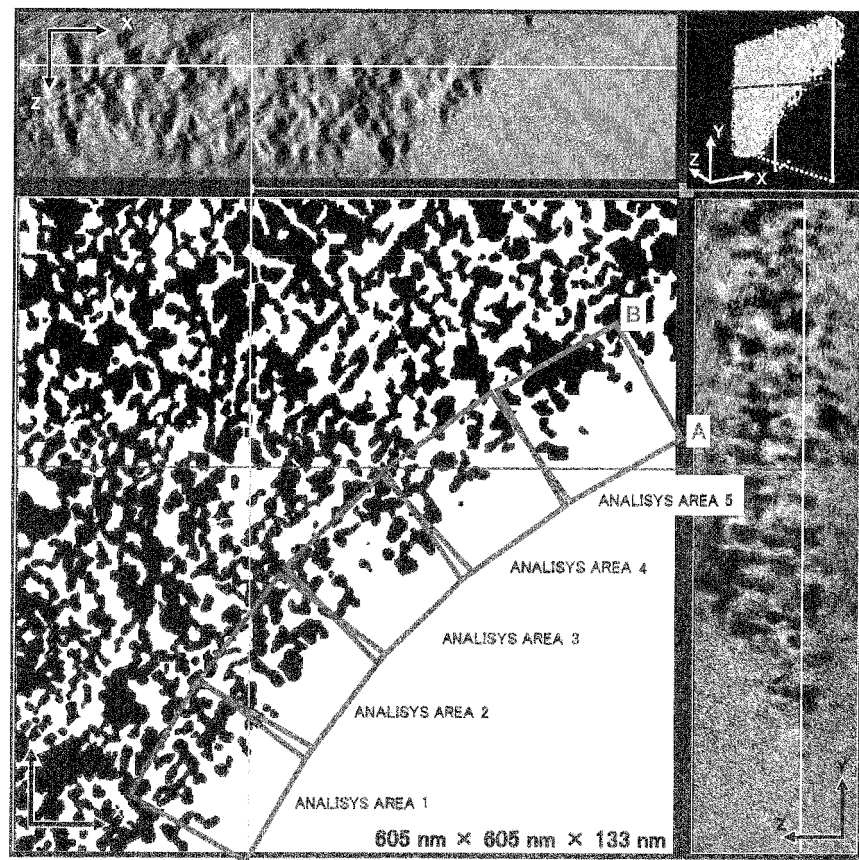 X
Z
Y
Z
X
B
A
ANALISYS AREA 5
ANALISYS AREA 4
ANALISYS AREA 3
ANALISYS AREA 2
ANALISYS AREA 1
605 nm × 605 nm × 133 nm
Y
Z